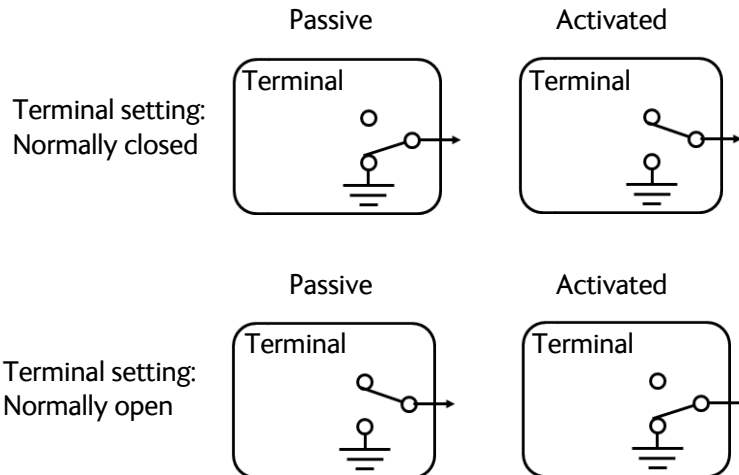 Passive
Activated
Terminal setting:
Normally closed
Terminal
Terminal
Passive
Activated
Terminal setting:
Normally open
Terminal
Terminal